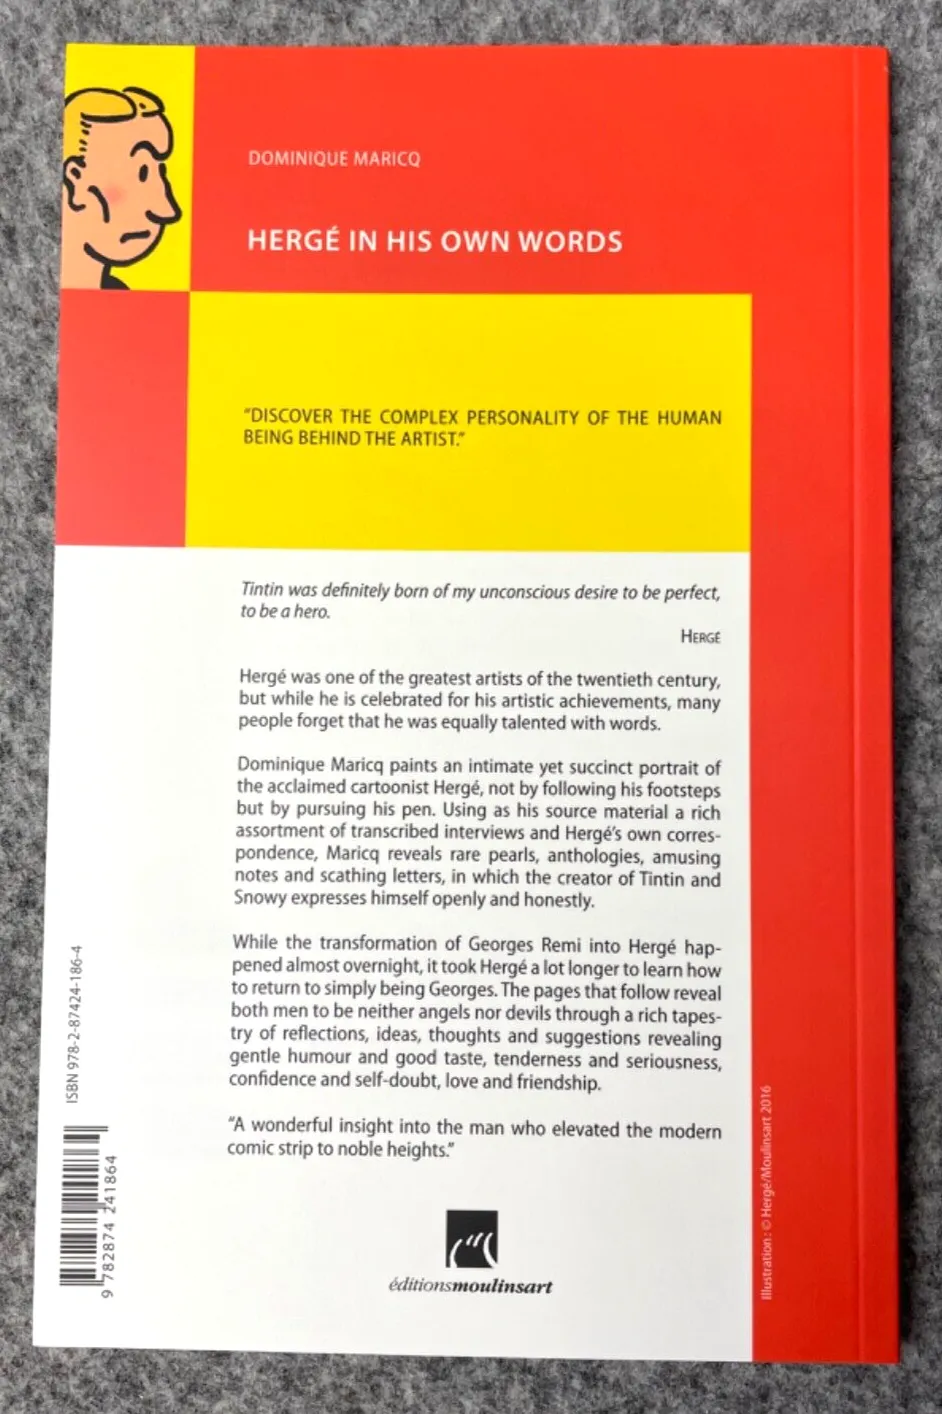 DOMINIQUE MARICQ
HERGÉ IN HIS OWN WORDS
"DISCOVER THE COMPLEX PERSONALITY OF THE HUMAN
BEING BEHIND THE ARTIST."
Tintin was definitely born of my unconscious desire to be perfect,
to be a hero.
HERGÉ
Hergé was one of the greatest artists of the twentieth century,
but while he is celebrated for his artistic achievements, many
people forget that he was equally talented with words.
Dominique Maricq paints an intimate yet succinct portrait of
the acclaimed cartoonist Hergé, not by following his footsteps
but by pursuing his pen. Using as his source material a rich
assortment of transcribed interviews and Hergé's own corres-
pondence, Maricq reveals rare pearls, anthologies, amusing
notes and scathing letters, in which the creator of Tintin and
Snowy expresses himself openly and honestly.
While the transformation of Georges Remi into Hergé hap-
pened almost overnight, it took Hergé a lot longer to learn how
to return to simply being Georges. The pages that follow reveal
both men to be neither angels nor devils through a rich tapes-
try of reflections, ideas, thoughts and suggestions revealing
gentle humour and good taste, tenderness and seriousness,
confidence and self-doubt, love and friendship.
"A wonderful insight into the man who elevated the modern
comic strip to noble heights."
éditionsmoulinsart
ISBN 978-2-87424-186-4
9 782874 241864
Illustration : © Hergé/Moulinsart 2016